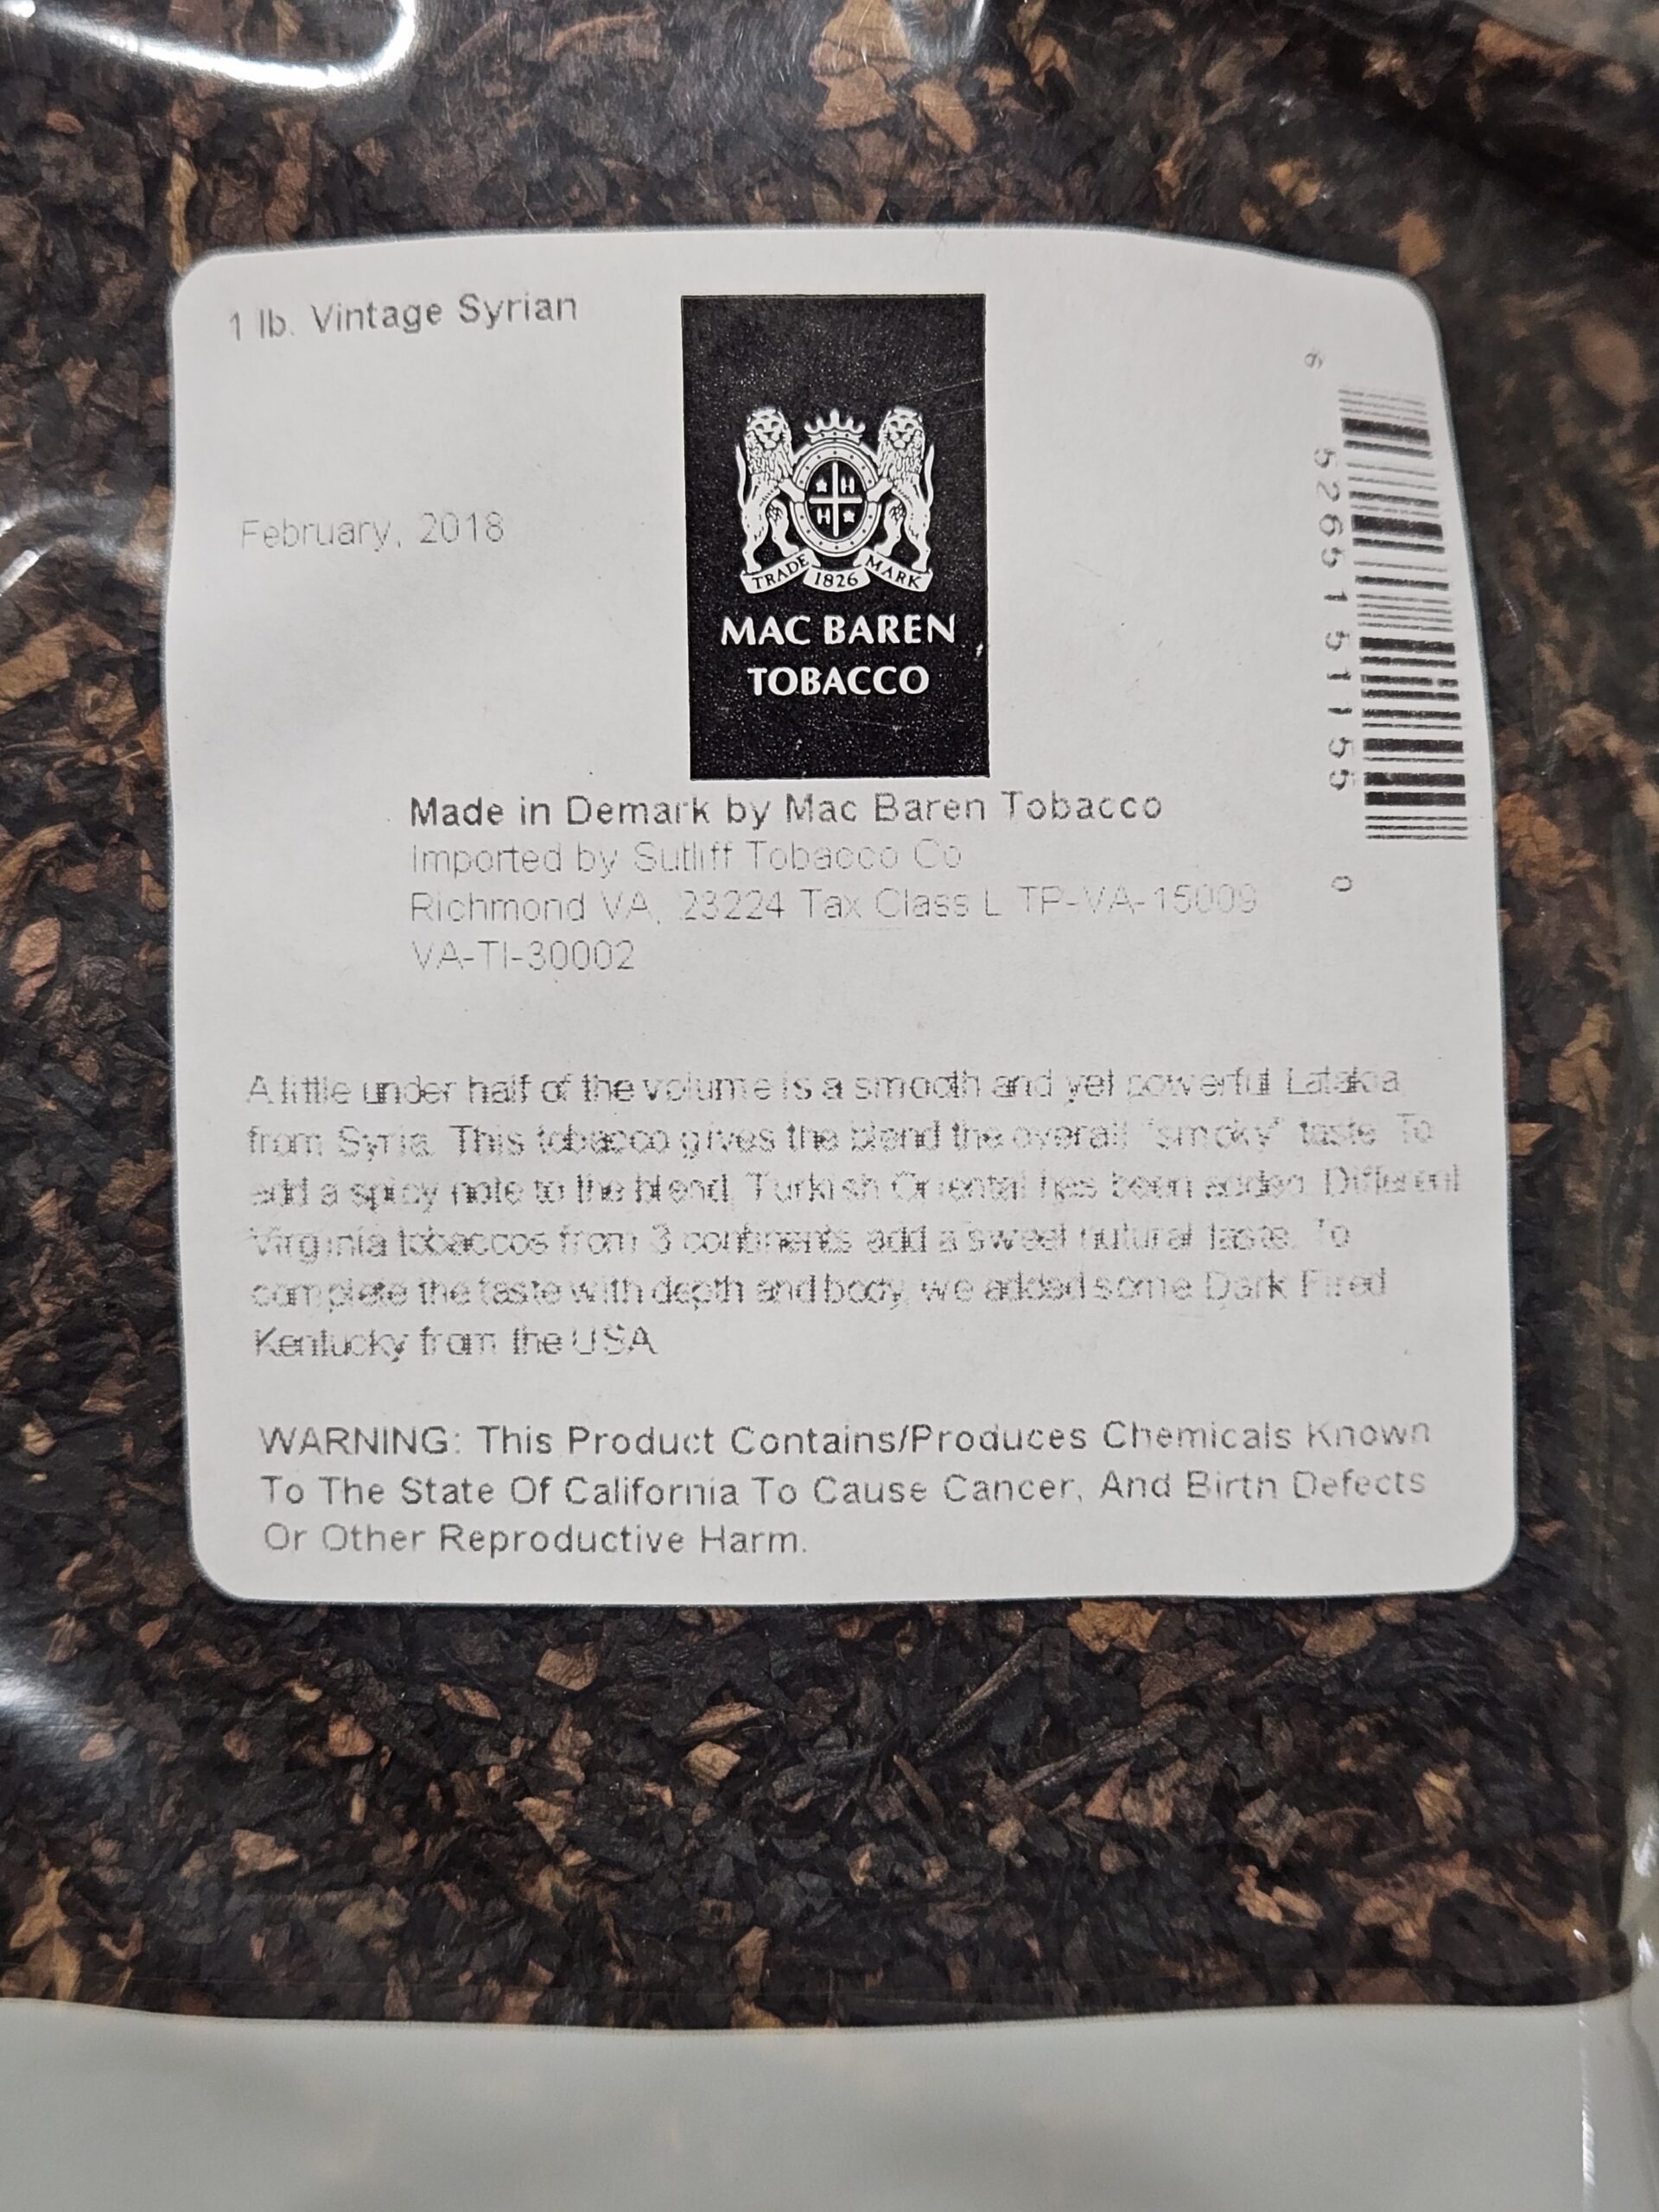 1 lb. Vintage Syrian
February, 2018
H
H
TRADE 1826 MARK
MAC BAREN
TOBACCO
6 52651 51155 0
Made in Demark by Mac Baren Tobacco
Imported by Sutliff Tobacco Co
Richmond VA, 23224 Tax Class L TP-VA-15009
VA-TI-30002
A little under half of the volume is a smooth and yet powerful Latakia
from Syria. This tobacco gives the blend the overall "smoky" taste. To
add a spicy note to the blend, Turkish Oriental has been added. Different
Virginia tobaccos from 3 continents add a sweet natural taste. To
complete the taste with depth and body, we added some Dark Fired
Kentucky from the USA
WARNING: This Product Contains/Produces Chemicals Known
To The State Of California To Cause Cancer, And Birth Defects
Or Other Reproductive Harm.